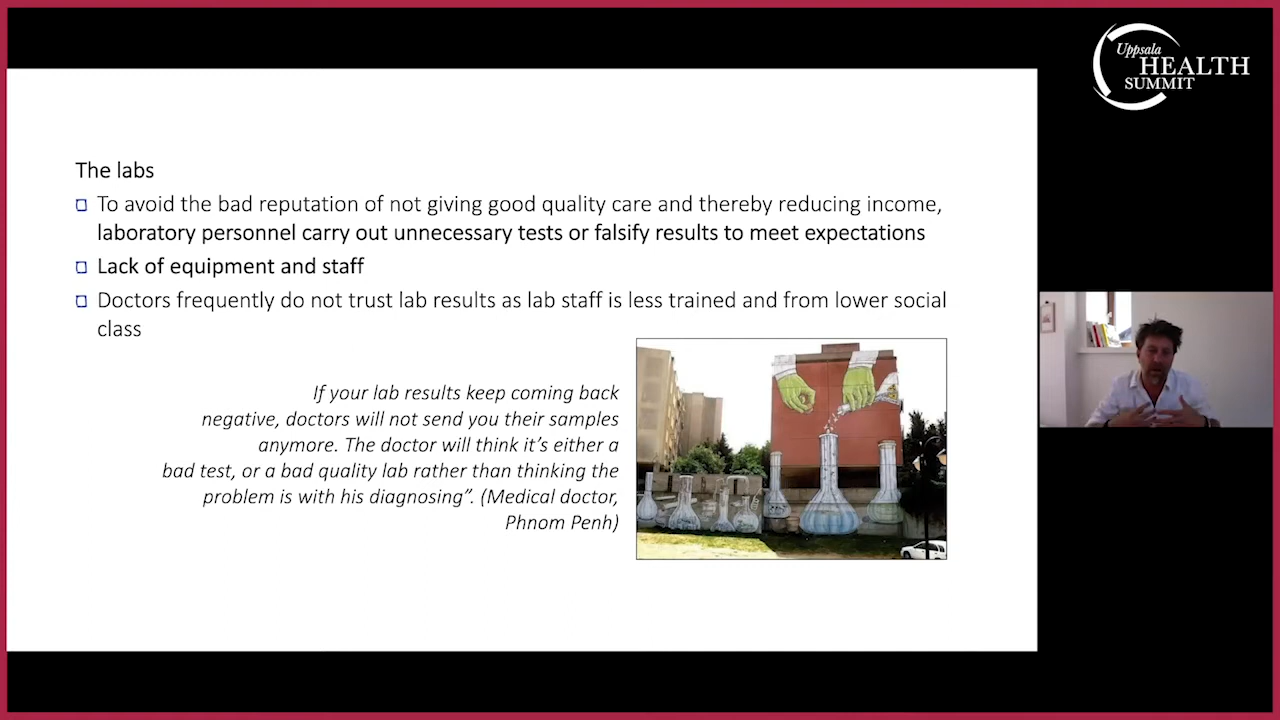 Uppsala
HEALTH
SUMMIT
The labs
To avoid the bad reputation of not giving good quality care and thereby reducing income,
laboratory personnel carry out unnecessary tests or falsify results to meet expectations
Lack of equipment and staff
Doctors frequently do not trust lab results as lab staff is less trained and from lower social
class
If your lab results keep coming back
negative, doctors will not send you their samples
anymore. The doctor will think it’s either a
bad test, or a bad quality lab rather than thinking the
problem is with his diagnosing”. (Medical doctor,
Phnom Penh)